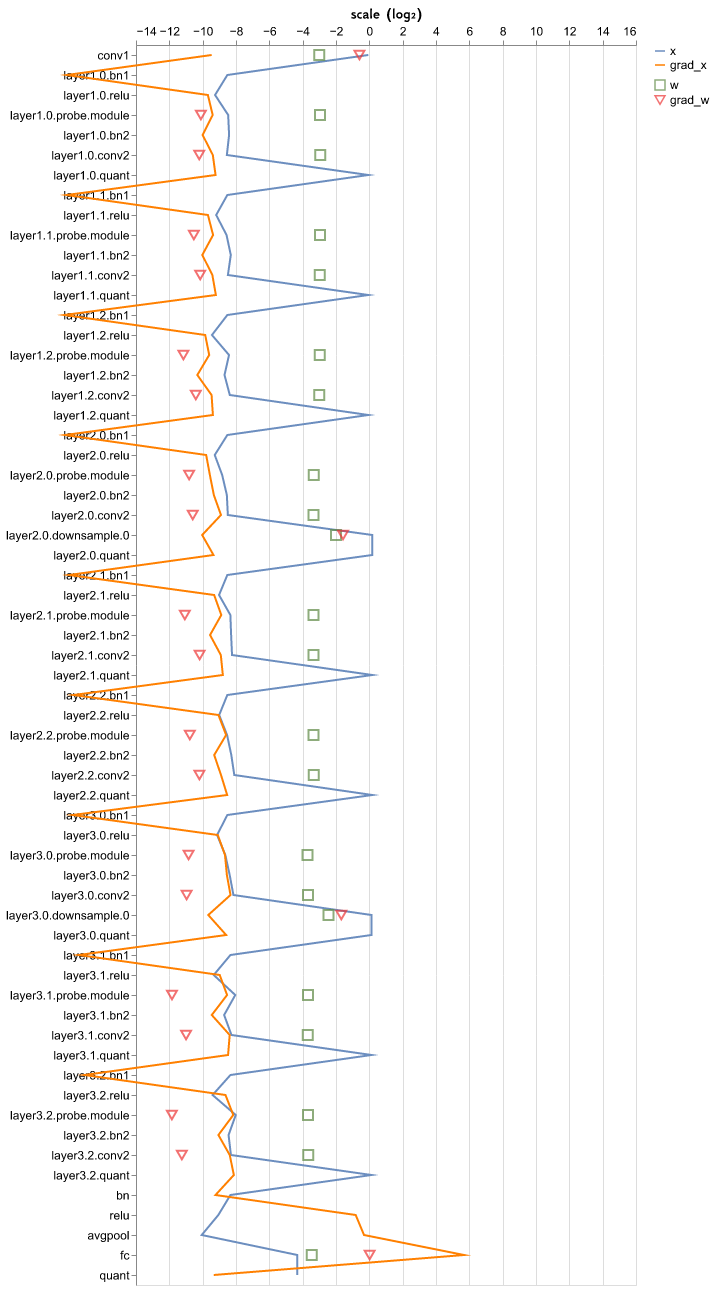 scale (log₂)
−14 −12 −10 −8 −6 −4 −2 0 2 4 6 8 10 12 14 16
x
grad_x
w
grad_w
conv1
layer1.0.bn1
layer1.0.relu
layer1.0.probe.module
layer1.0.bn2
layer1.0.conv2
layer1.0.quant
layer1.1.bn1
layer1.1.relu
layer1.1.probe.module
layer1.1.bn2
layer1.1.conv2
layer1.1.quant
layer1.2.bn1
layer1.2.relu
layer1.2.probe.module
layer1.2.bn2
layer1.2.conv2
layer1.2.quant
layer2.0.bn1
layer2.0.relu
layer2.0.probe.module
layer2.0.bn2
layer2.0.conv2
layer2.0.downsample.0
layer2.0.quant
layer2.1.bn1
layer2.1.relu
layer2.1.probe.module
layer2.1.bn2
layer2.1.conv2
layer2.1.quant
layer2.2.bn1
layer2.2.relu
layer2.2.probe.module
layer2.2.bn2
layer2.2.conv2
layer2.2.quant
layer3.0.bn1
layer3.0.relu
layer3.0.probe.module
layer3.0.bn2
layer3.0.conv2
layer3.0.downsample.0
layer3.0.quant
layer3.1.bn1
layer3.1.relu
layer3.1.probe.module
layer3.1.bn2
layer3.1.conv2
layer3.1.quant
layer3.2.bn1
layer3.2.relu
layer3.2.probe.module
layer3.2.bn2
layer3.2.conv2
layer3.2.quant
bn
relu
avgpool
fc
quant